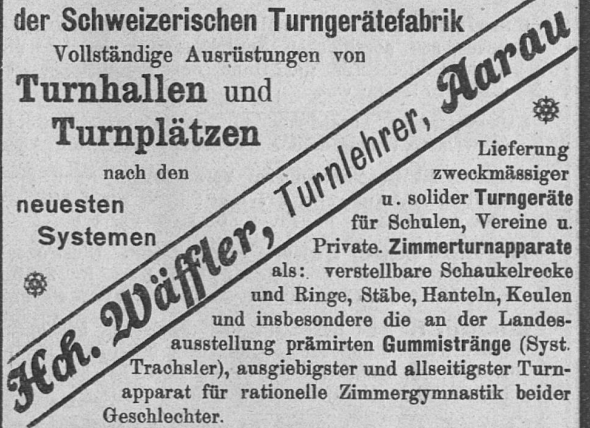 der Schweizerischen Turngerätefabrik
Vollständige Ausrüstungen von
Turnhallen und
Turnplätzen
nach den
neuesten
Systemen
Hch. Wäffler, Turnlehrer, Aarau
Lieferung
zweckmässiger
u. solider Turngeräte
für Schulen, Vereine u.
Private. Zimmerturnapparate
als: verstellbare Schaukelrecke
und Ringe, Stäbe, Hanteln, Keulen
und insbesondere die an der Landes-
ausstellung prämirten Gummistränge (Syst.
Trachsler), ausgiebigster und allseitigster Turn-
apparat für rationelle Zimmergymnastik beider
Geschlechter.